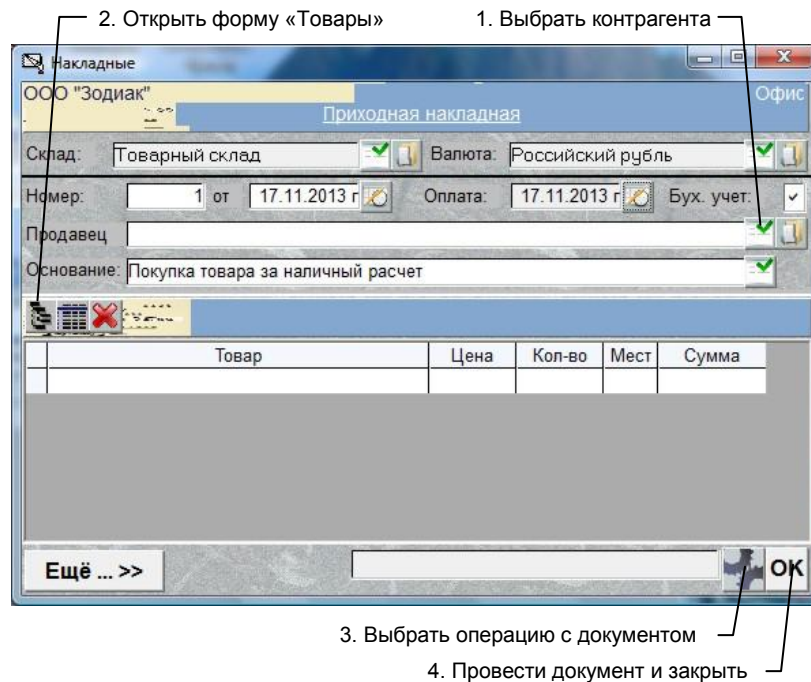 2. Открыть форму «Товары» 1. Выбрать контрагента
Накладные
ООО "Зодиак" Офис
Приходная накладная
Склад: Товарный склад Валюта: Российский рубль
Номер: 1 от 17.11.2013 г Оплата: 17.11.2013 г Бух. учет:
Продавец
Основание: Покупка товара за наличный расчет
Товар Цена Кол-во Мест Сумма
Ещё ... >> OK
3. Выбрать операцию с документом
4. Провести документ и закрыть